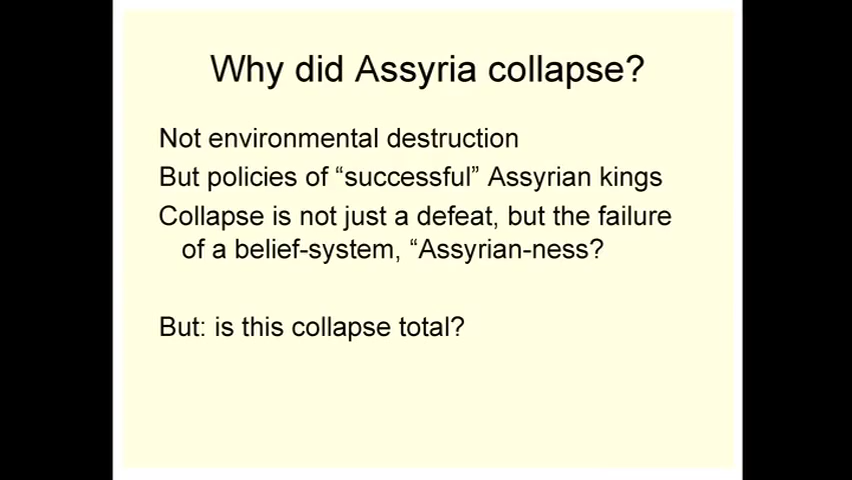 Why did Assyria collapse?
Not environmental destruction
But policies of “successful” Assyrian kings
Collapse is not just a defeat, but the failure
of a belief-system, “Assyrian-ness?
But: is this collapse total?